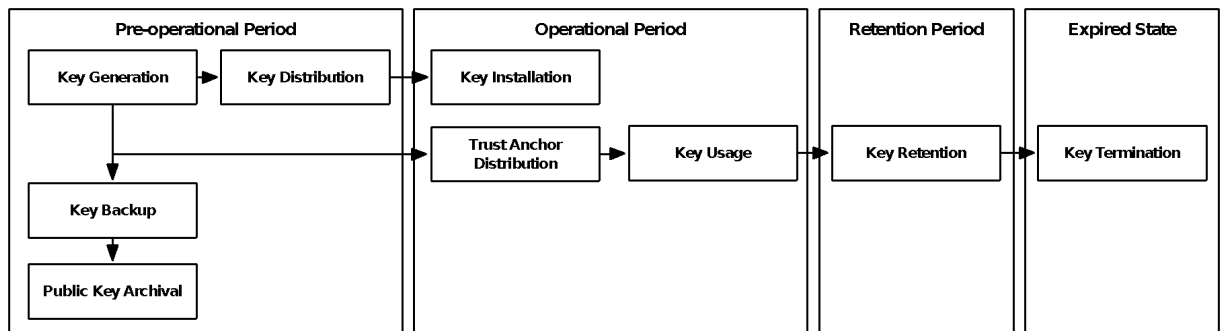 Pre-operational Period
Operational Period
Retention Period
Expired State
Key Generation
Key Distribution
Key Installation
Trust Anchor
Distribution
Key Usage
Key Retention
Key Termination
Key Backup
Public Key Archival